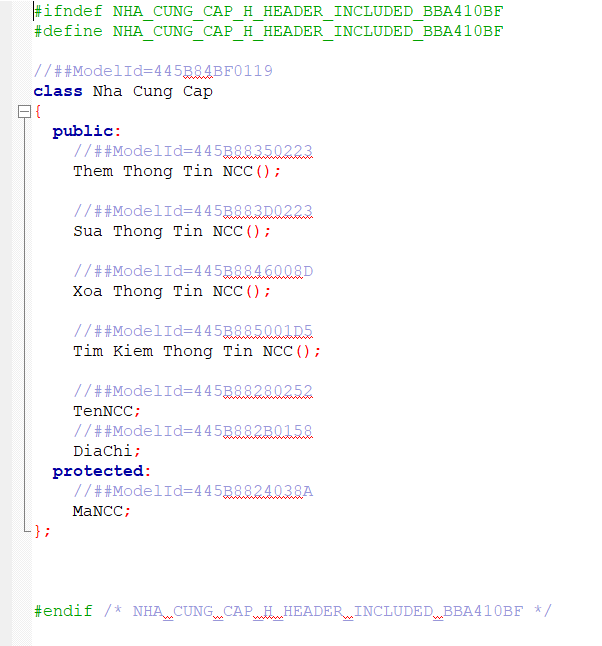 #ifndef NHA_CUNG_CAP_H_HEADER_INCLUDED_BBA410BF
#define NHA_CUNG_CAP_H_HEADER_INCLUDED_BBA410BF
//##ModelId=445B84BF0119
class Nha Cung Cap
{
public:
//##ModelId=445B88350223
Them Thong Tin NCC();
//##ModelId=445B883D0223
Sua Thong Tin NCC();
//##ModelId=445B8846008D
Xoa Thong Tin NCC();
//##ModelId=445B885001D5
Tim Kiem Thong Tin NCC();
//##ModelId=445B88280252
TenNCC;
//##ModelId=445B882B0158
DiaChi;
protected:
//##ModelId=445B8824038A
MaNCC;
};
#endif /* NHA_CUNG_CAP_H_HEADER_INCLUDED_BBA410BF */